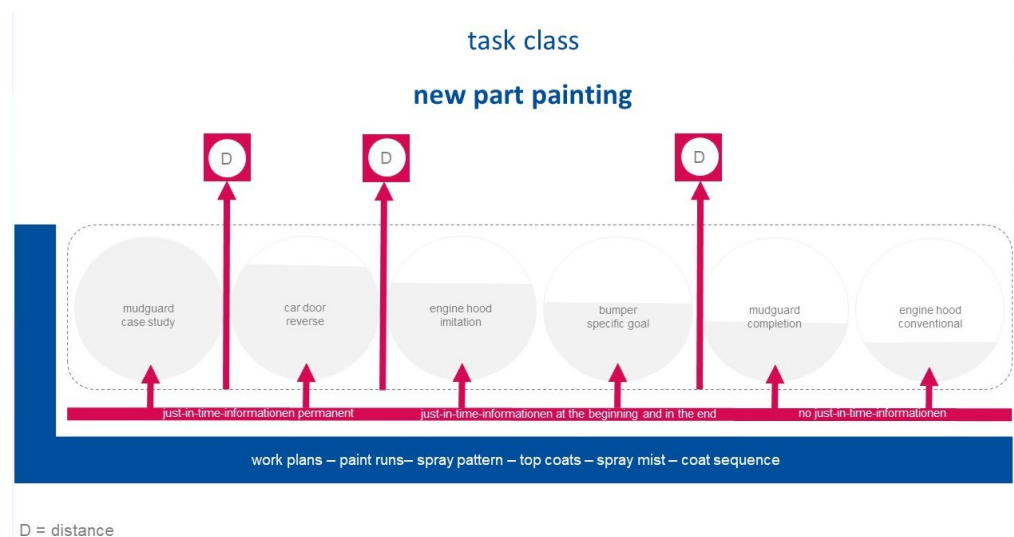 task class
new part painting
D
D
D
mudguard
case study
car door
reverse
engine hood
imitation
bumper
specific goal
mudguard
completion
engine hood
conventional
just-in-time-informationen permanent
just-in-time-informationen at the beginning and in the end
no just-in-time-informationen
work plans – paint runs– spray pattern – top coats – spray mist – coat sequence
D = distance